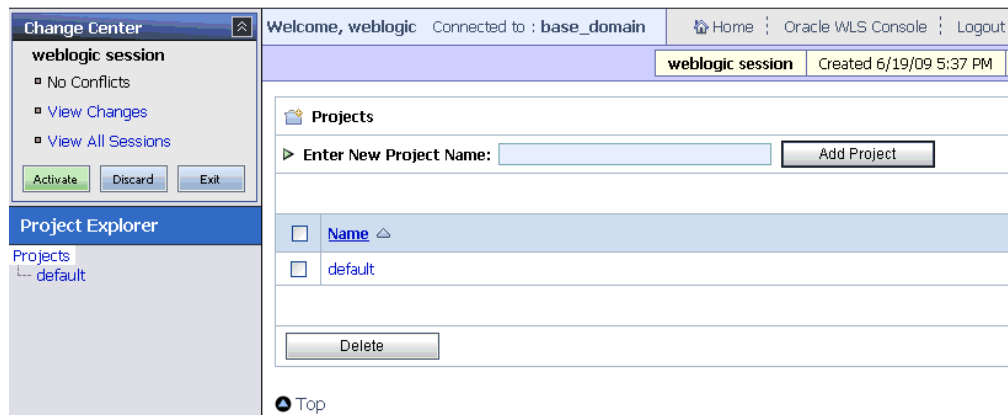 Change Center
weblogic session
No Conflicts
View Changes
View All Sessions
Activate Discard Exit
Project Explorer
Projects
default
Welcome, weblogic Connected to : base_domain Home Oracle WLS Console Logout
weblogic session Created 6/19/09 5:37 PM
Projects
Enter New Project Name: Add Project
Name
default
Delete
Top